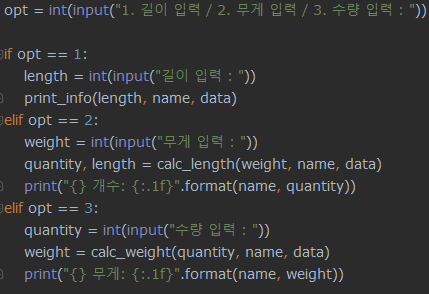 opt = int(input("1. 길이 입력 / 2. 무게 입력 / 3. 수량 입력 : "))
if opt == 1:
    length = int(input("길이 입력 : "))
    print_info(length, name, data)
elif opt == 2:
    weight = int(input("무게 입력 : "))
    quantity, length = calc_length(weight, name, data)
    print("{} 개수: {:.1f}".format(name, quantity))
elif opt == 3:
    quantity = int(input("수량 입력 : "))
    weight = calc_weight(quantity, name, data)
    print("{} 무게: {:.1f}".format(name, weight))